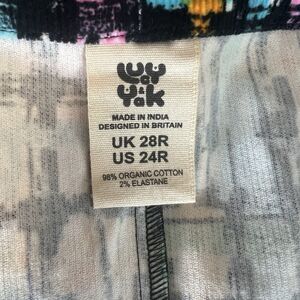 Lucy
&
Yak
MADE IN INDIA
DESIGNED IN BRITAIN
UK 28R
US 24R
98% ORGANIC COTTON
2% ELASTANE